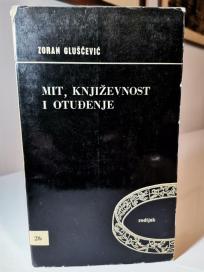 ZORAN GLUŠČEVIĆ
MIT, KNJIŽEVNOST
I OTUĐENJE
zodijak
26